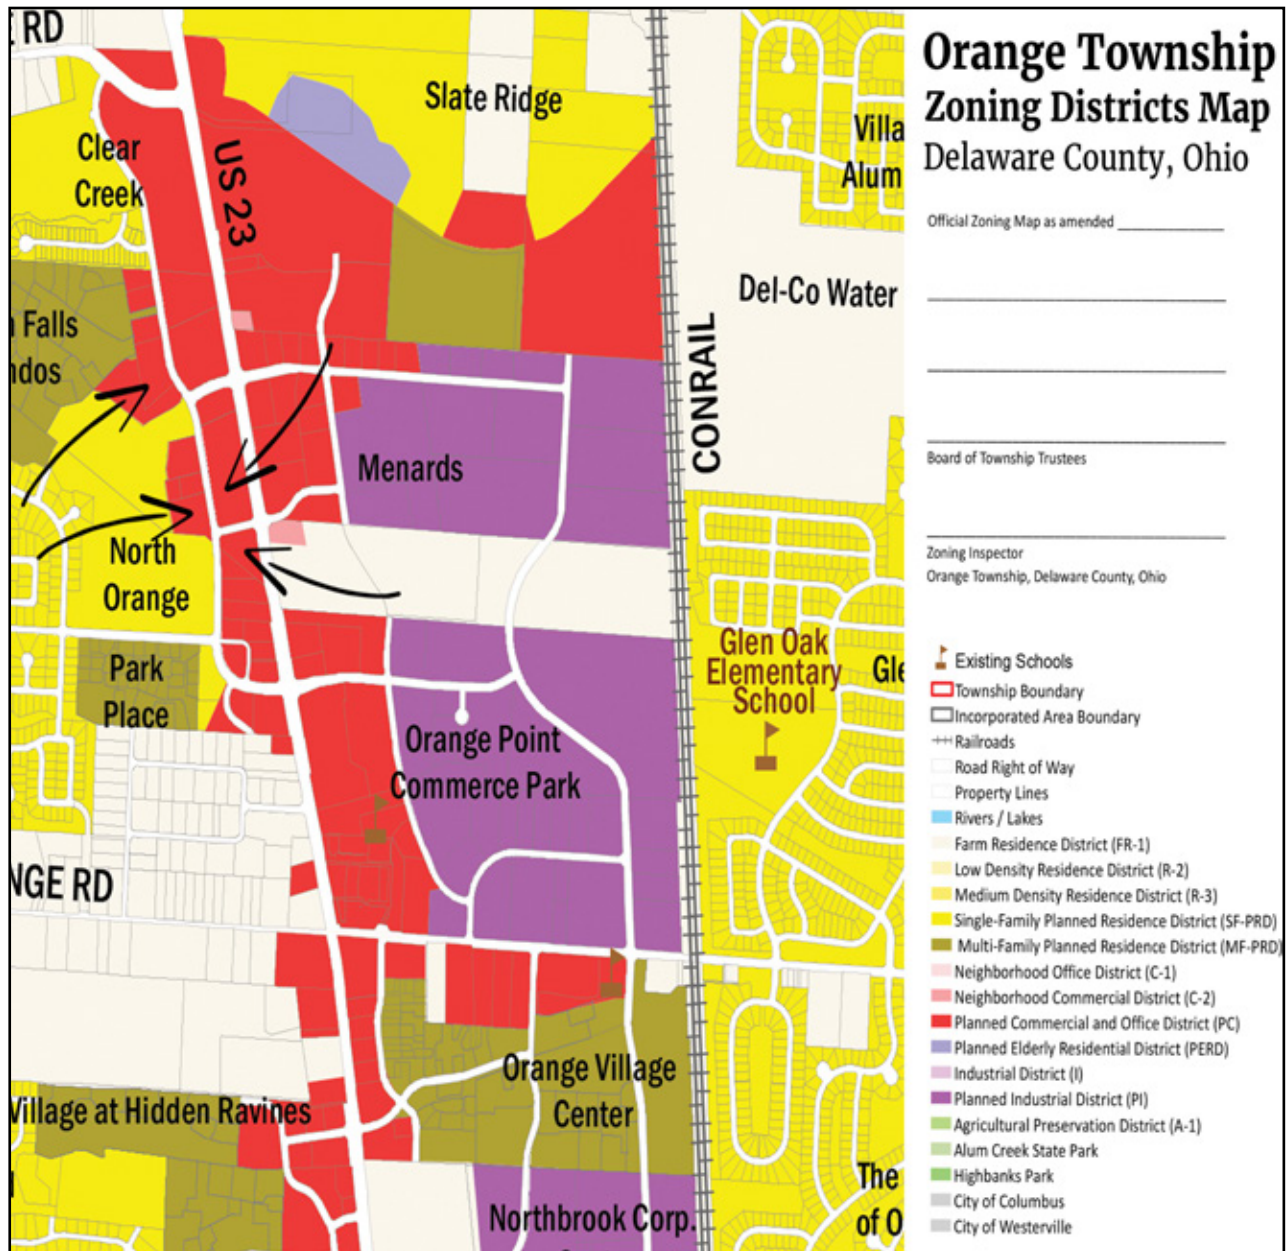 RD
Clear
Creek
US 23
Slate Ridge
Villa
Alum
Del-Co Water
Falls
CONRAIL
Menards
North
Orange
Park
Place
Glen Oak
Elementary
School
Gle
Orange Point
Commerce Park
NGE RD
Orange Village
Center
Village at Hidden Ravines
The
of O
Northbrook Corp.
Orange Township
Zoning Districts Map
Delaware County, Ohio
Official Zoning Map as amended
Board of Township Trustees
Zoning Inspector
Orange Township, Delaware County, Ohio
Existing Schools
Township Boundary
Incorporated Area Boundary
Railroads
Road Right of Way
Property Lines
Rivers / Lakes
Farm Residence District (FR-1)
Low Density Residence District (R-2)
Medium Density Residence District (R-3)
Single-Family Planned Residence District (SF-PRD)
Multi-Family Planned Residence District (MF-PRD)
Neighborhood Office District (C-1)
Neighborhood Commercial District (C-2)
Planned Commercial and Office District (PC)
Planned Elderly Residential District (PERD)
Industrial District (I)
Planned Industrial District (PI)
Agricultural Preservation District (A-1)
Alum Creek State Park
Highbanks Park
City of Columbus
City of Westerville